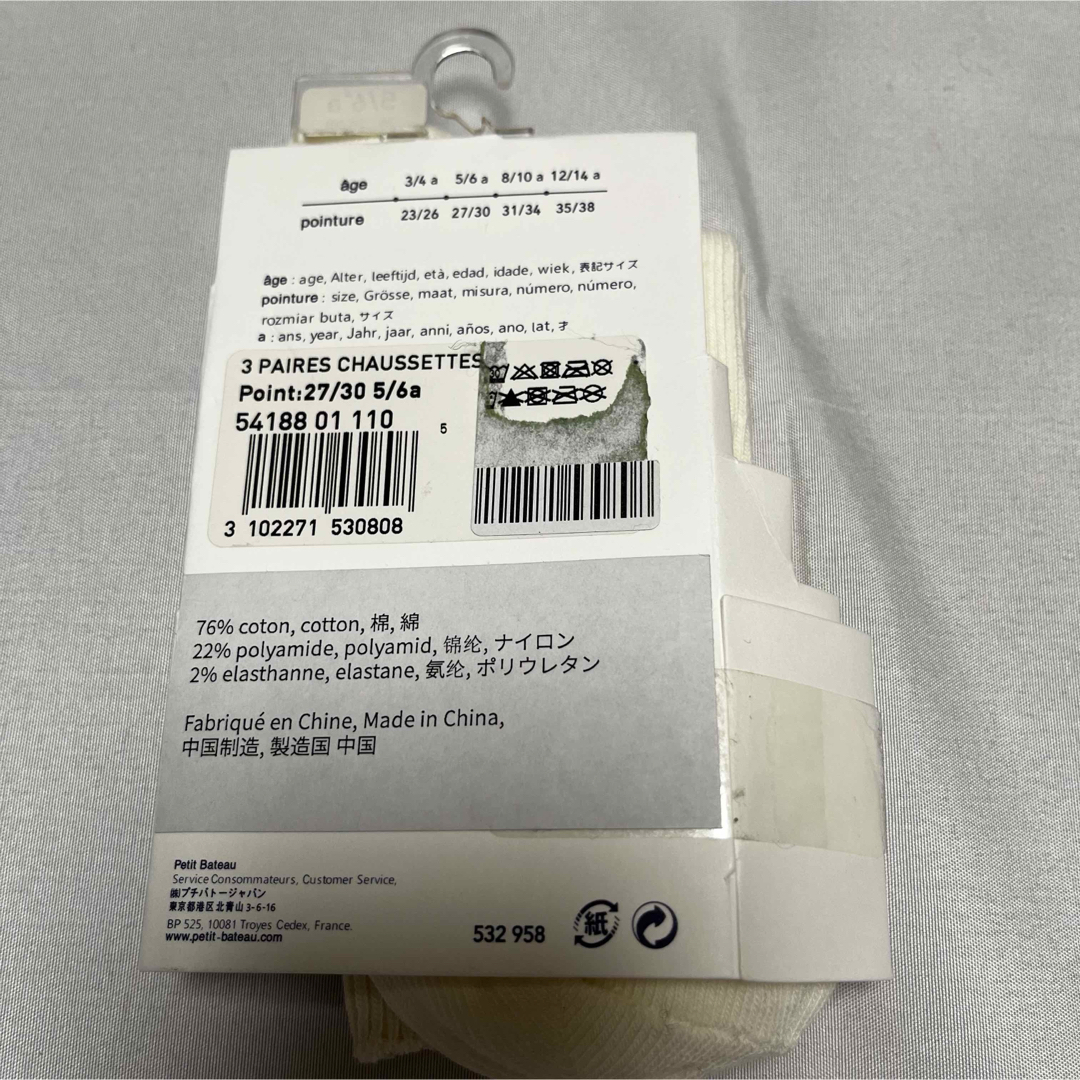 âge 3/4 a 5/6 a 8/10 a 12/14 a
pointure 23/26 27/30 31/34 35/38
âge : age, Alter, leeftijd, età, edad, idade, wiek, 表記サイズ
pointure : size, Grösse, maat, misura, número, número,
rozmiar buta, サイズ
a : ans, year, Jahr, jaar, anni, años, ano, lat,才
3 PAIRES CHAUSSETTES
Point:27/30 5/6a
54188 01 110
5
3 102271 530808
76% coton, cotton, 棉, 綿
22% polyamide, polyamid, 锦纶, ナイロン
2% elasthanne, elastane, 氨纶, ポリウレタン
Fabriqué en Chine, Made in China,
中国制造, 製造国 中国
Petit Bateau
Service Consommateurs, Customer Service,
㈱プチバトージャパン
東京都港区北青山 3-6-16
BP 525, 10081 Troyes Cedex, France.
www.petit-bateau.com
532 958
紙